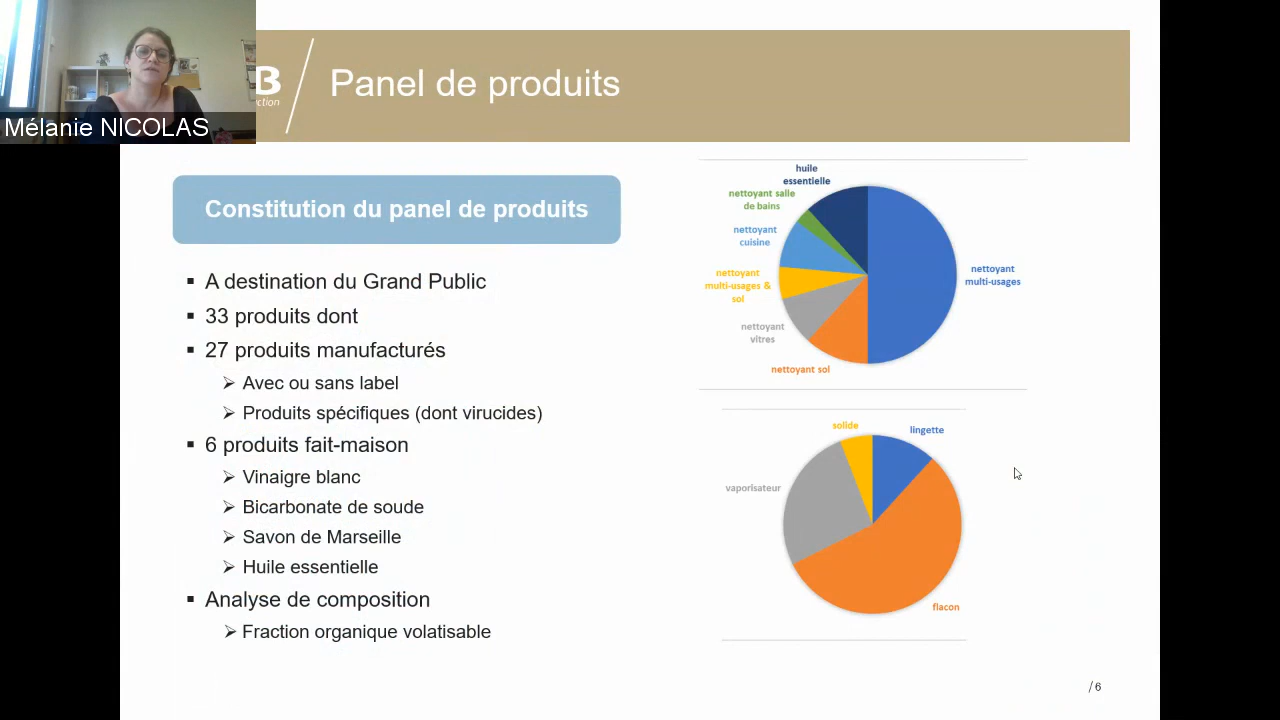 Mélanie NICOLAS
B
ction
Panel de produits
Constitution du panel de produits
A destination du Grand Public
33 produits dont
27 produits manufacturés
Avec ou sans label
Produits spécifiques (dont virucides)
6 produits fait-maison
Vinaigre blanc
Bicarbonate de soude
Savon de Marseille
Huile essentielle
Analyse de composition
Fraction organique volatisable
huile
essentielle
nettoyant salle
de bains
nettoyant
cuisine
nettoyant
multi-usages &
sol
nettoyant
vitres
nettoyant sol
nettoyant
multi-usages
solide
lingette
vaporisateur
flacon
/ 6